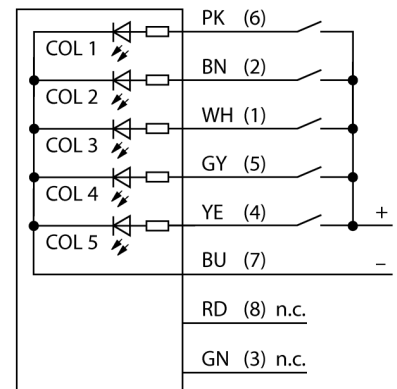 PK (6)
COL 1
BN (2)
COL 2
WH (1)
COL 3
GY (5)
COL 4
YE (4)
+
COL 5
BU (7)
–
RD (8) n.c.
GN (3) n.c.